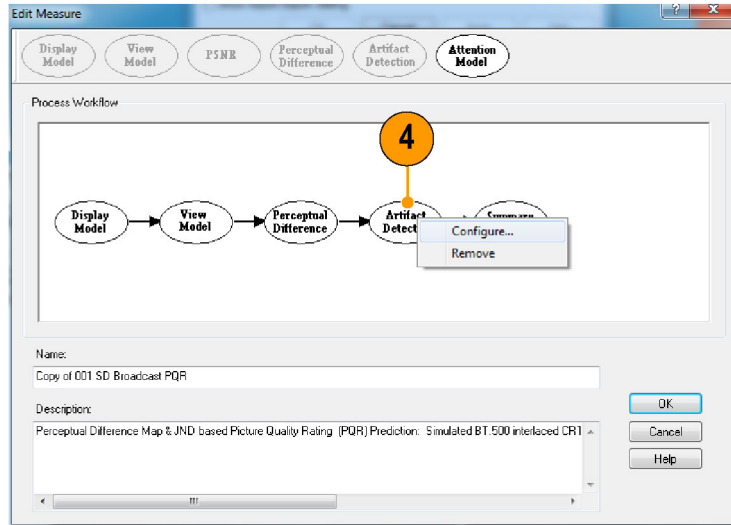 Edit Measure
Display
Model
View
Model
PSNR
Perceptual
Difference
Artifact
Detection
Attention
Model
Process Workflow
4
Display
Model
View
Model
Perceptual
Difference
Artifact
Detect
Summary
Configure...
Remove
Name:
Copy of 001 SD Broadcast PQR
Description:
Perceptual Difference Map & JND based Picture Quality Rating (PQR) Prediction: Simulated BT.500 interlaced CRT
OK
Cancel
Help